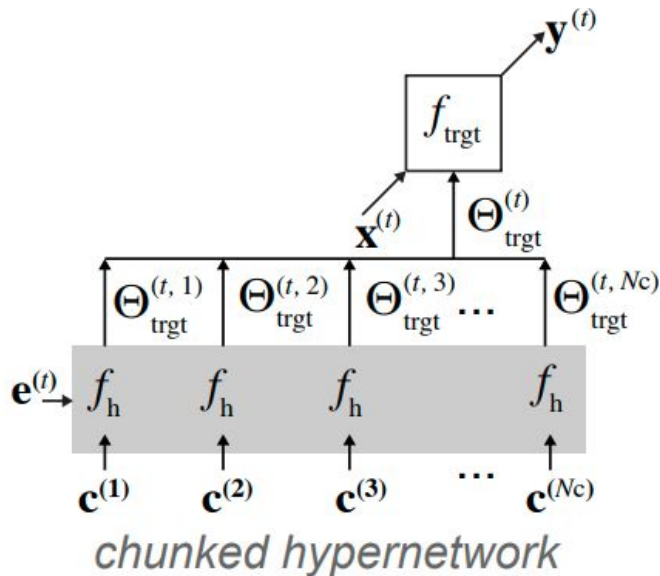 y^(t)
f_trgt
x^(t)
Θ_trgt^(t)
Θ_trgt^(t, 1) Θ_trgt^(t, 2) Θ_trgt^(t, 3) ... Θ_trgt^(t, Nc)
e^(t) f_h f_h f_h f_h
c^(1) c^(2) c^(3) ... c^(Nc)
chunked hypernetwork